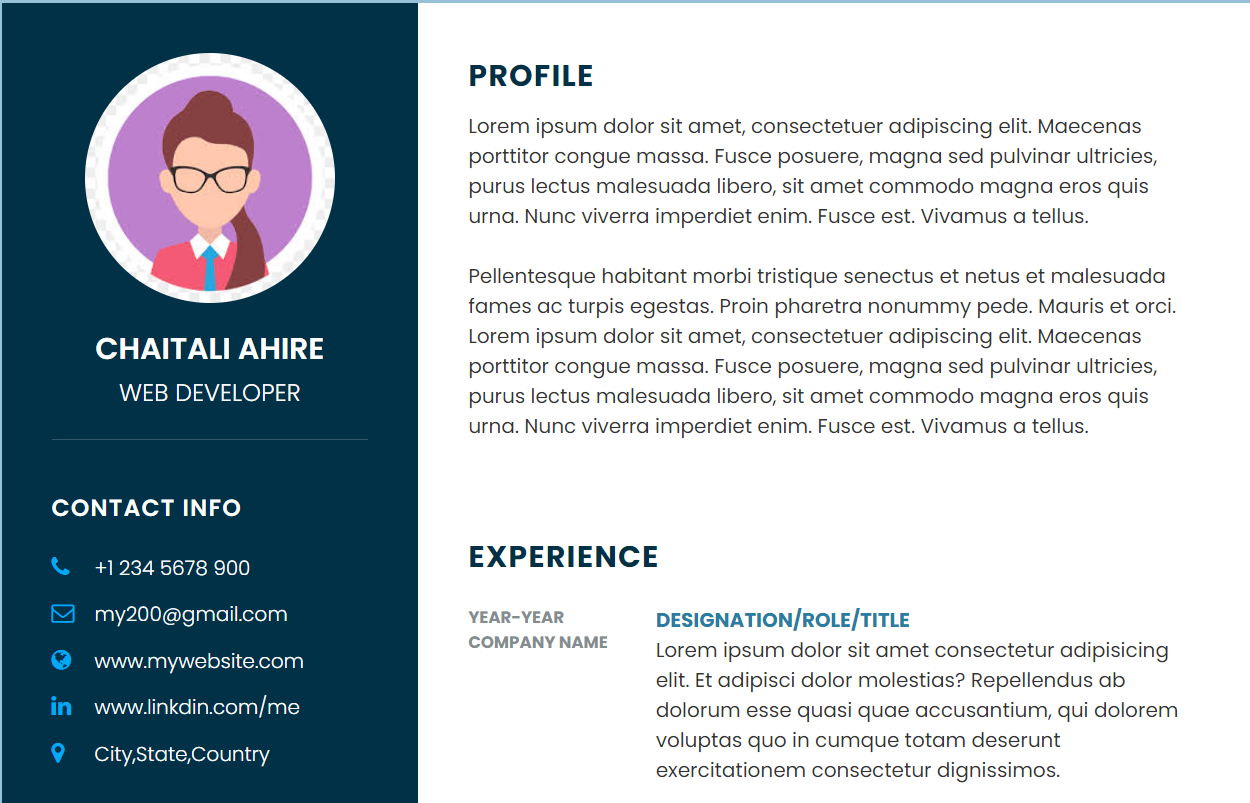 CHAITALI AHIRE
WEB DEVELOPER
CONTACT INFO
+1 234 5678 900
my200@gmail.com
www.mywebsite.com
www.linkdin.com/me
City,State,Country
PROFILE
Lorem ipsum dolor sit amet, consectetuer adipiscing elit. Maecenas
porttitor congue massa. Fusce posuere, magna sed pulvinar ultricies,
purus lectus malesuada libero, sit amet commodo magna eros quis
urna. Nunc viverra imperdiet enim. Fusce est. Vivamus a tellus.
Pellentesque habitant morbi tristique senectus et netus et malesuada
fames ac turpis egestas. Proin pharetra nonummy pede. Mauris et orci.
Lorem ipsum dolor sit amet, consectetuer adipiscing elit. Maecenas
porttitor congue massa. Fusce posuere, magna sed pulvinar ultricies,
purus lectus malesuada libero, sit amet commodo magna eros quis
urna. Nunc viverra imperdiet enim. Fusce est. Vivamus a tellus.
EXPERIENCE
YEAR-YEAR
COMPANY NAME
DESIGNATION/ROLE/TITLE
Lorem ipsum dolor sit amet consectetur adipisicing
elit. Et adipisci dolor molestias? Repellendus ab
dolorum esse quasi quae accusantium, qui dolorem
voluptas quo in cumque totam deserunt
exercitationem consectetur dignissimos.